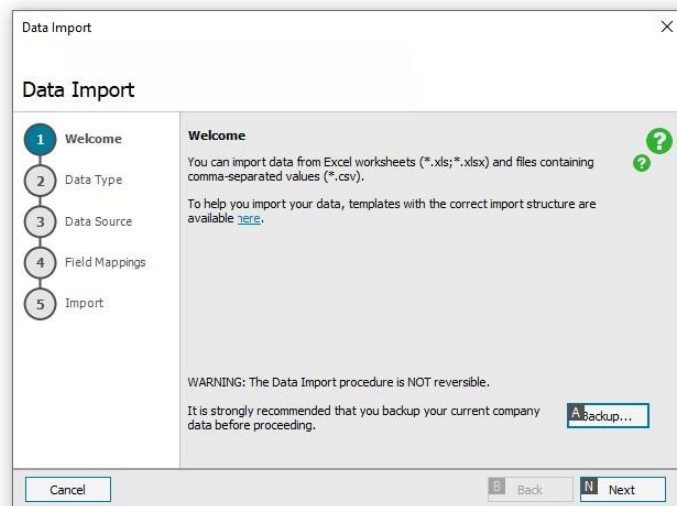 Data Import
Data Import
1 Welcome
2 Data Type
3 Data Source
4 Field Mappings
5 Import
Welcome
You can import data from Excel worksheets (*.xls;*.xlsx) and files containing
comma-separated values (*.csv).
To help you import your data, templates with the correct import structure are
available here.
WARNING: The Data Import procedure is NOT reversible.
It is strongly recommended that you backup your current company
data before proceeding.
A Backup...
Cancel
B Back
N Next